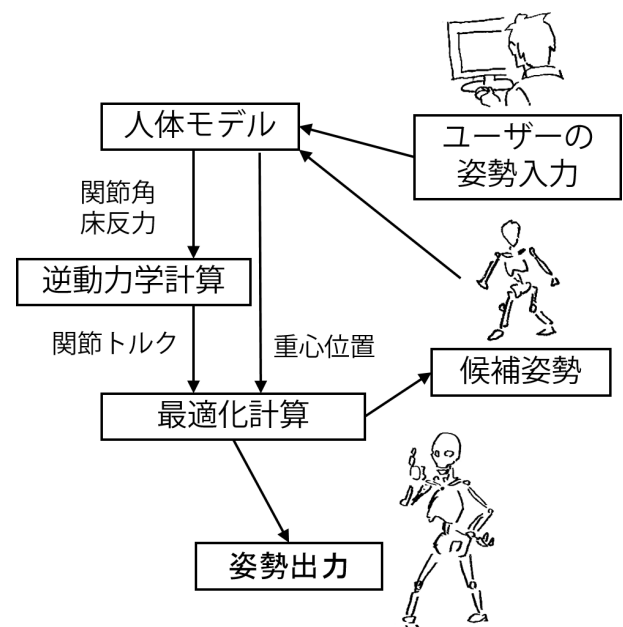 人体モデル
ユーザーの
姿勢入力
関節角
床反力
逆動力学計算
関節トルク
重心位置
候補姿勢
最適化計算
姿勢出力